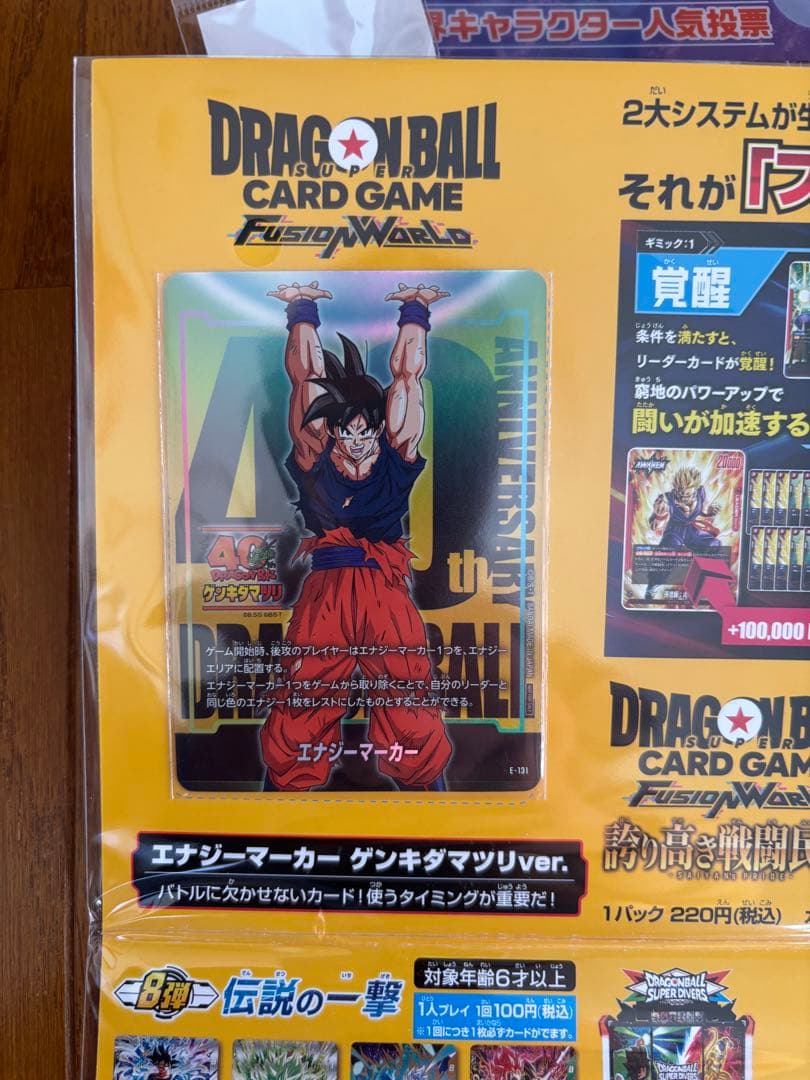 界キャラクター人気投票
DRAGON BALL
SUPER
CARD GAME
FUSION WORLD
40th
ANNIVERSARY
DRAGONBALL
40th
DRAGON BALL
ゲンキダマツリ
©B.S/S ©B/S・T
ゲーム開始時、後攻のプレイヤーはエナジーマーカー1つを、エナジー
エリアに配置する。
エナジーマーカー1つをゲームから取り除くことで、自分のリーダーと
同じ色のエナジー1枚をレストにしたものとすることができる。
エナジーマーカー
E-131
エナジーマーカー ゲンキダマツリver.
バトルに欠かせないカード!使うタイミングが重要だ!
2大システムが
それが「フ
ギミック:1
覚醒
条件を満たすと、
リーダーカードが覚醒!
窮地のパワーアップで
闘いが加速する
AWAKEN
20000
+100,000
DRAGON BALL
SUPER
CARD GAME
FUSION WORLD
誇り高き戦闘民
-SAIYAN'S PRIDE-
1パック 220円(税込)
8弾
伝説の一撃
対象年齢6才以上
1人プレイ 1回100円(税込)
※1回につき1枚必ずカードがでます。
DRAGONBALL
SUPER DIVERS
DRAGONBALL
SUPER DIVERS